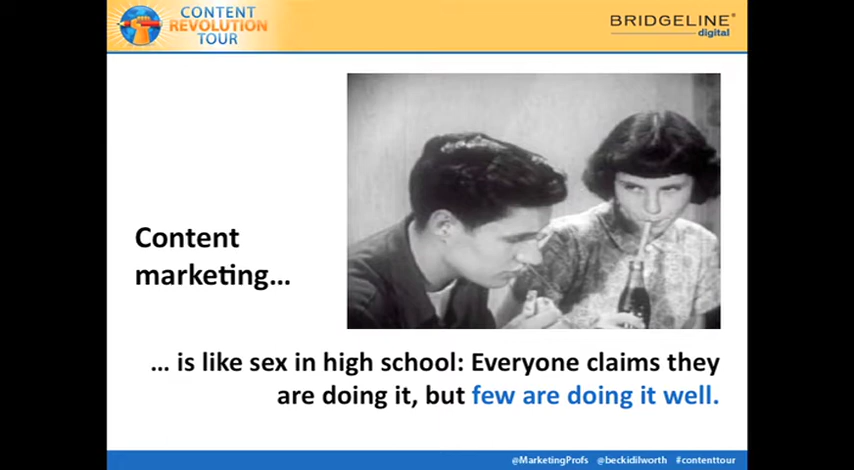 CONTENT
REVOLUTION
TOUR
BRIDGELINE®
digital
Content
marketing...
... is like sex in high school: Everyone claims they
are doing it, but few are doing it well.
@MarketingProfs @beckidilworth #contenttour